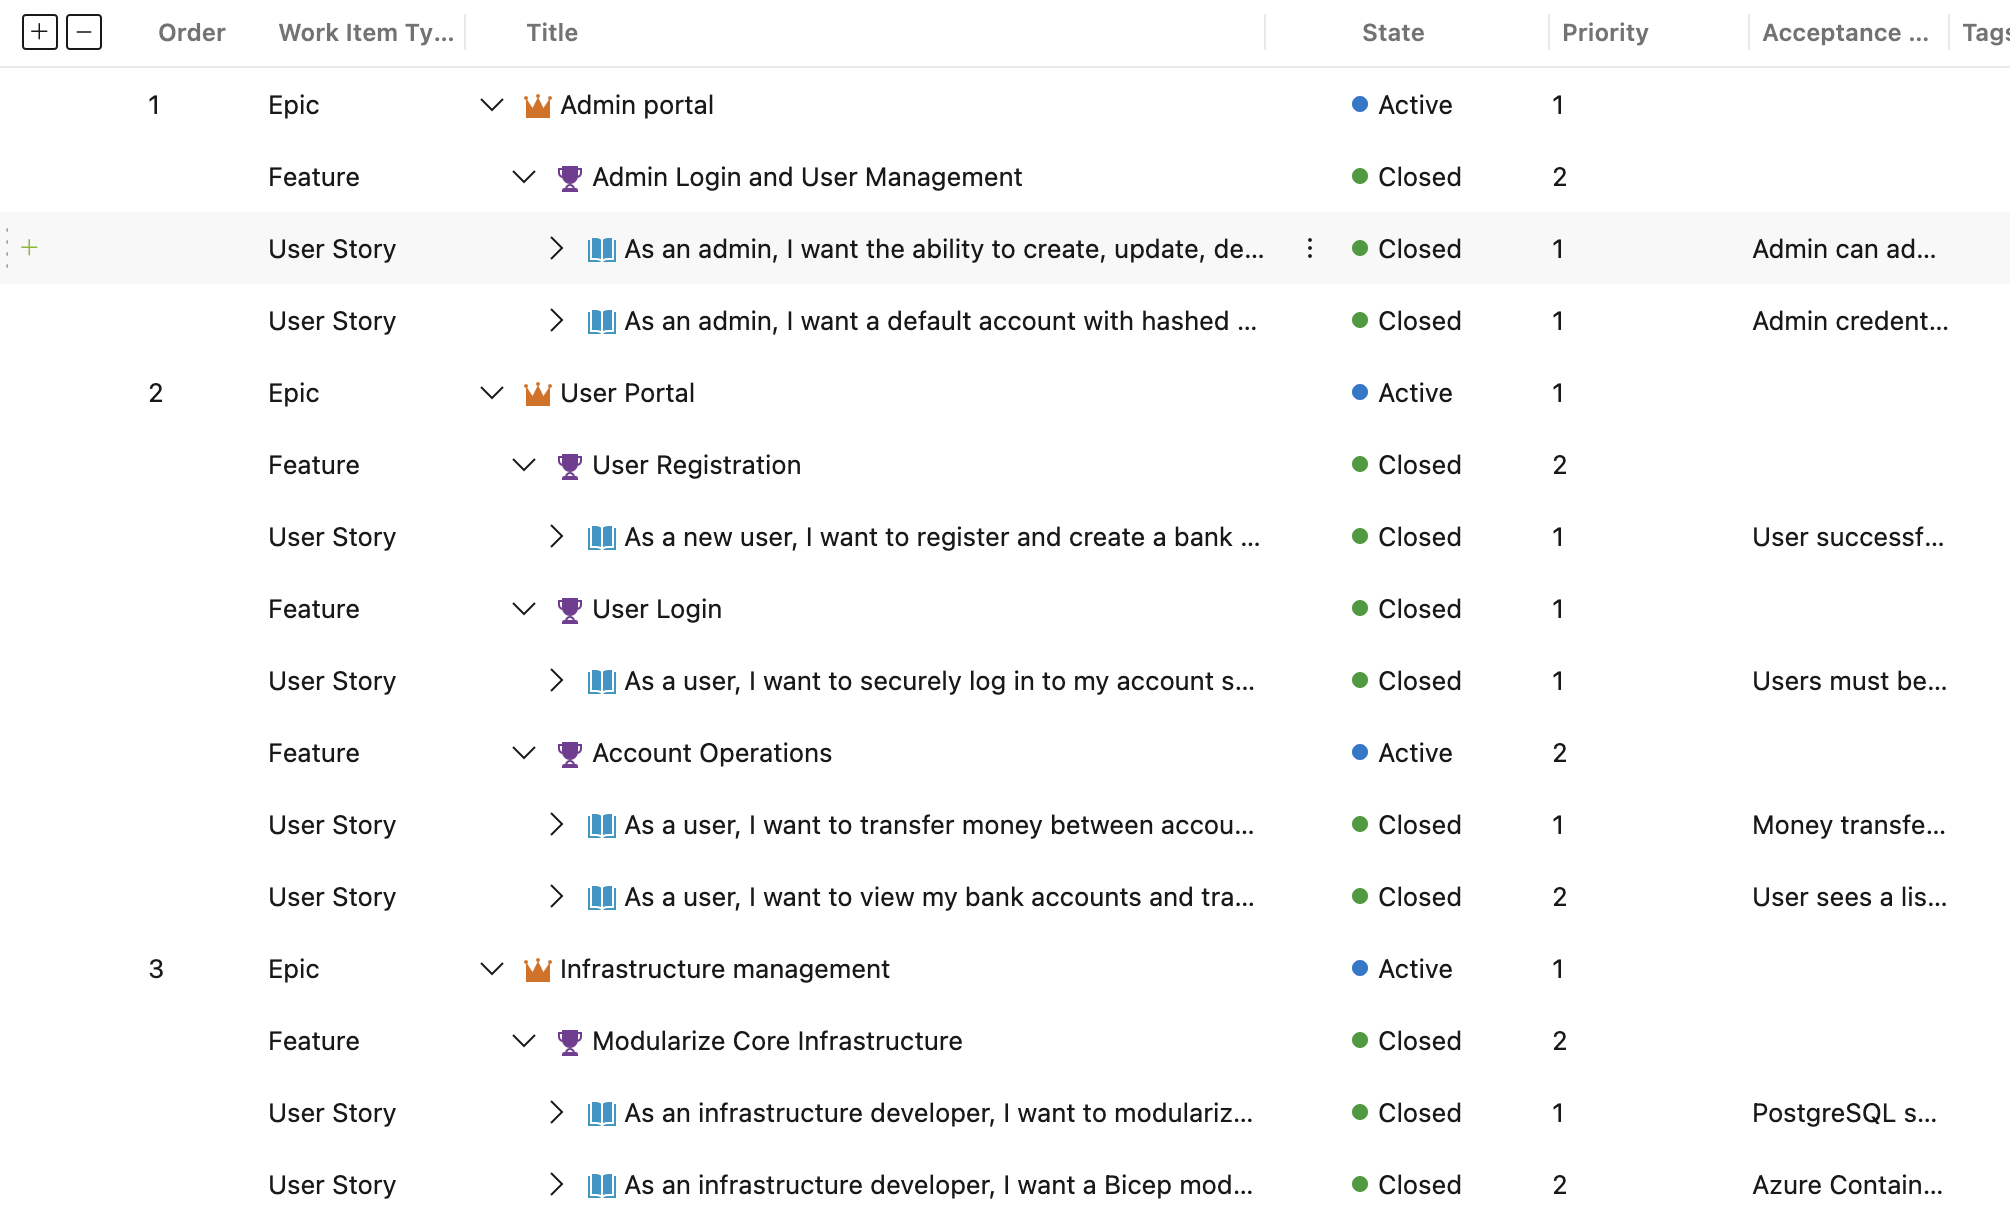 Order Work Item Ty... Title State Priority Acceptance ... Tags
1 Epic Admin portal Active 1
Feature Admin Login and User Management Closed 2
User Story As an admin, I want the ability to create, update, de... Closed 1 Admin can ad...
User Story As an admin, I want a default account with hashed ... Closed 1 Admin credent...
2 Epic User Portal Active 1
Feature User Registration Closed 2
User Story As a new user, I want to register and create a bank ... Closed 1 User successf...
Feature User Login Closed 1
User Story As a user, I want to securely log in to my account s... Closed 1 Users must be...
Feature Account Operations Active 2
User Story As a user, I want to transfer money between accou... Closed 1 Money transfe...
User Story As a user, I want to view my bank accounts and tra... Closed 2 User sees a lis...
3 Epic Infrastructure management Active 1
Feature Modularize Core Infrastructure Closed 2
User Story As an infrastructure developer, I want to modulariz... Closed 1 PostgreSQL s...
User Story As an infrastructure developer, I want a Bicep mod... Closed 2 Azure Contain...